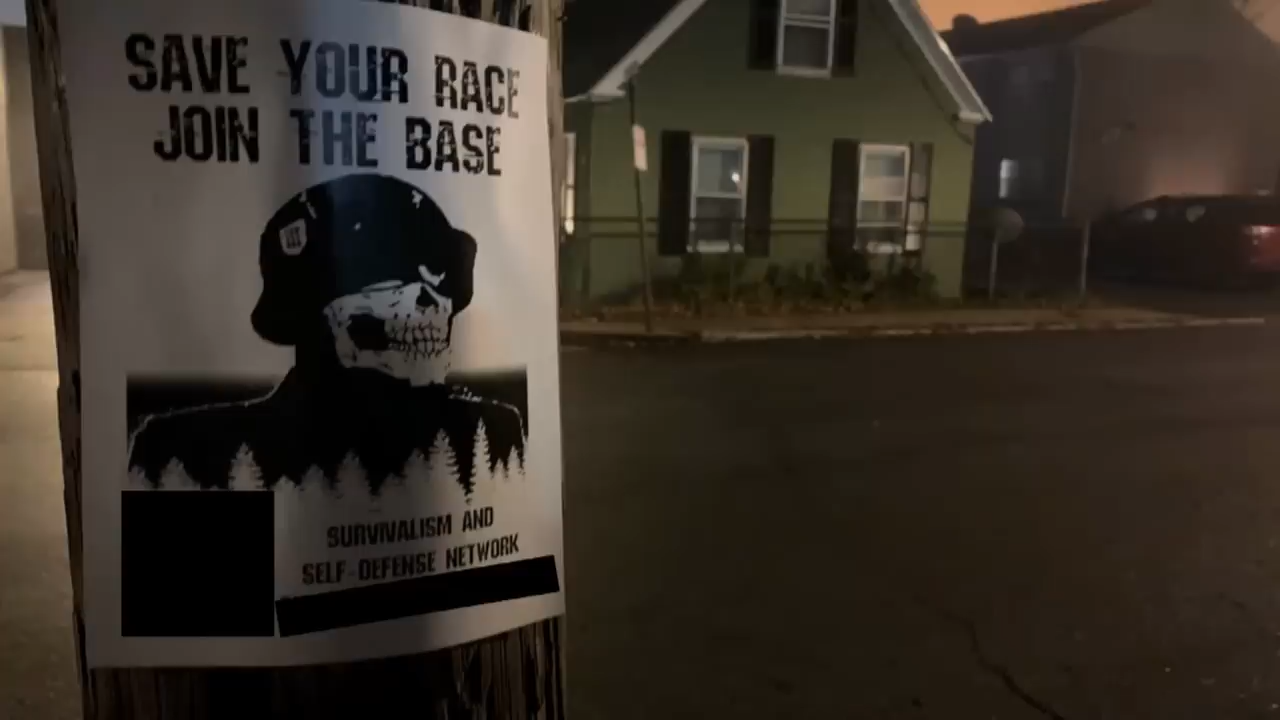 SAVE YOUR RACE
JOIN THE BASE
SURVIVALISM AND
SELF-DEFENSE NETWORK